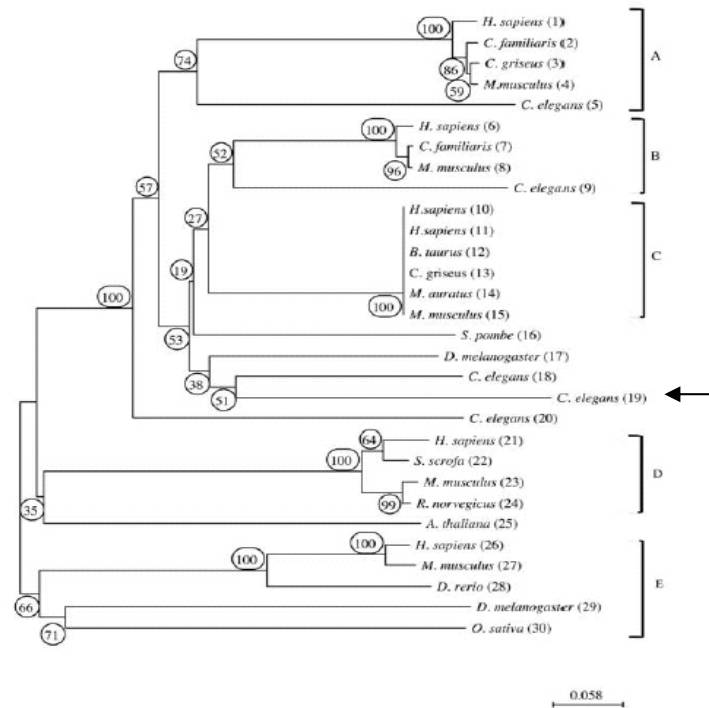 H. sapiens (1)
100
C. familiaris (2)
74
C. griseus (3)
A
86
M.musculus (4)
59
C. elegans (5)
H. sapiens (6)
100
C. familiaris (7)
52
B
M. musculus (8)
96
57
C. elegans (9)
H.sapiens (10)
27
H.sapiens (11)
B. taurus (12)
C
19
C. griseus (13)
100
M. auratus (14)
100
M. musculus (15)
S. pombe (16)
53
D. melanogaster (17)
C. elegans (18)
38
51
C. elegans (19)
C. elegans (20)
64
H. sapiens (21)
100
S. scrofa (22)
D
M. musculus (23)
99
R. norvegicus (24)
35
A. thaliana (25)
100
H. sapiens (26)
100
M. musculus (27)
D. rerio (28)
E
66
D. melanogaster (29)
71
O. sativa (30)
0.058